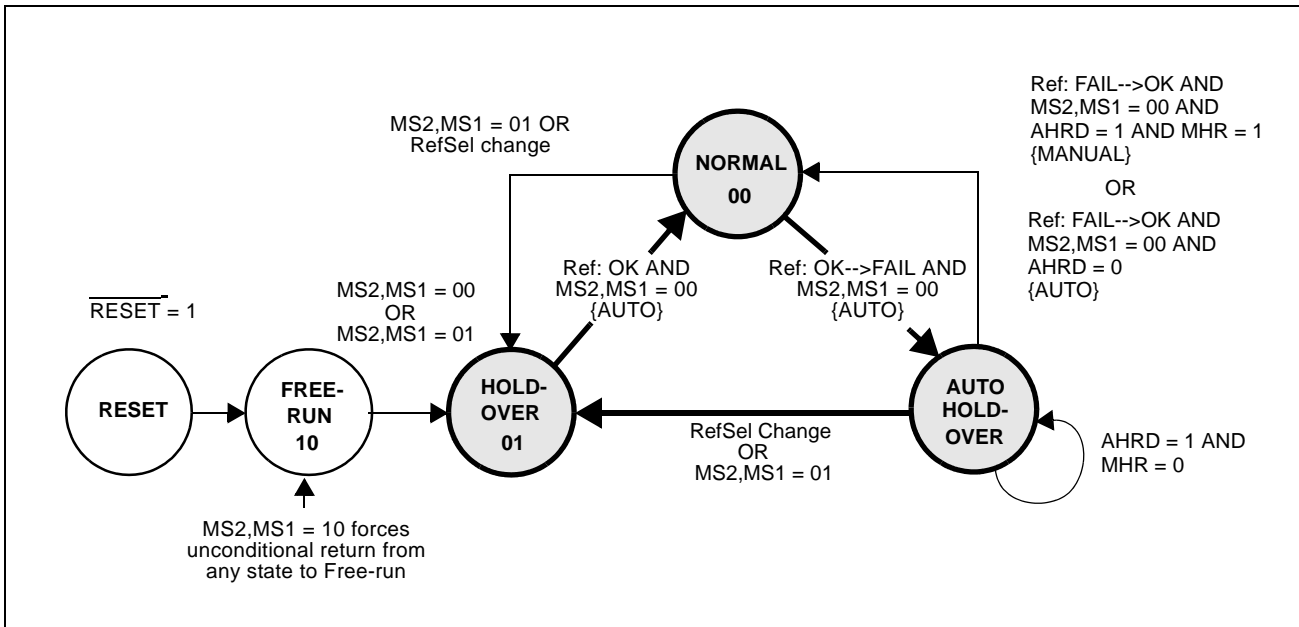 Ref: FAIL-->OK AND
MS2,MS1 = 00 AND
AHRD = 1 AND MHR = 1
{MANUAL}
OR
Ref: FAIL-->OK AND
MS2,MS1 = 00 AND
AHRD = 0
{AUTO}
MS2,MS1 = 01 OR
RefSel change
NORMAL
00
Ref: OK AND
MS2,MS1 = 00
{AUTO}
Ref: OK-->FAIL AND
MS2,MS1 = 00
{AUTO}
MS2,MS1 = 00
OR
MS2,MS1 = 01
RESET = 1
RESET
FREE-
RUN
10
HOLD-
OVER
01
AUTO
HOLD-
OVER
RefSel Change
OR
MS2,MS1 = 01
AHRD = 1 AND
MHR = 0
MS2,MS1 = 10 forces
unconditional return from
any state to Free-run